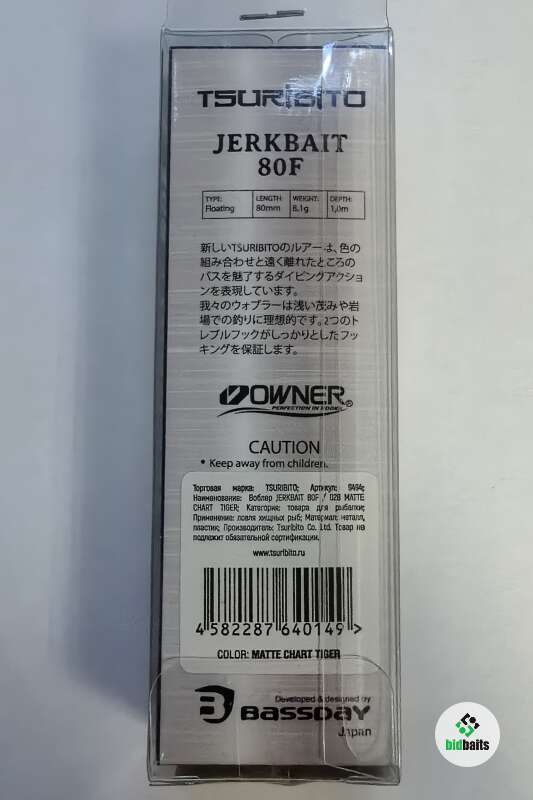 TSURIBITO
JERKBAIT
80F
TYPE: LENGTH: WEIGHT: DEPTH:
Floating 80mm 8,1g 1,0m
新しいTSURIBITOのルアーは、色の
組み合わせと遠く離れたところの
バスを魅了するダイビングアクショ
ンを表現しています。
我々のウォブラーは浅い茂みや岩
場での釣りに理想的です。2つのト
レブルフックがしっかりとしたフッ
キングを保証します。
OWNER®
PERFECTION IN HOOKS
CAUTION
* Keep away from children.
Торговая марка: TSURIBITO; Артикул: 9494;
Наименование: Воблер JERKBAIT 80F / 028 MATTE
CHART TIGER; Категория: товара для рыбалки;
Применение: ловля хищных рыб; Материал: металл,
пластик; Производитель: Tsuribito Co. Ltd. Товар не
подлежит обязательной сертификации.
www.tsuribito.ru
4 582287 640149 >
COLOR: MATTE CHART TIGER
Developed & designed by
BASSDAY
Japan
bidbaits